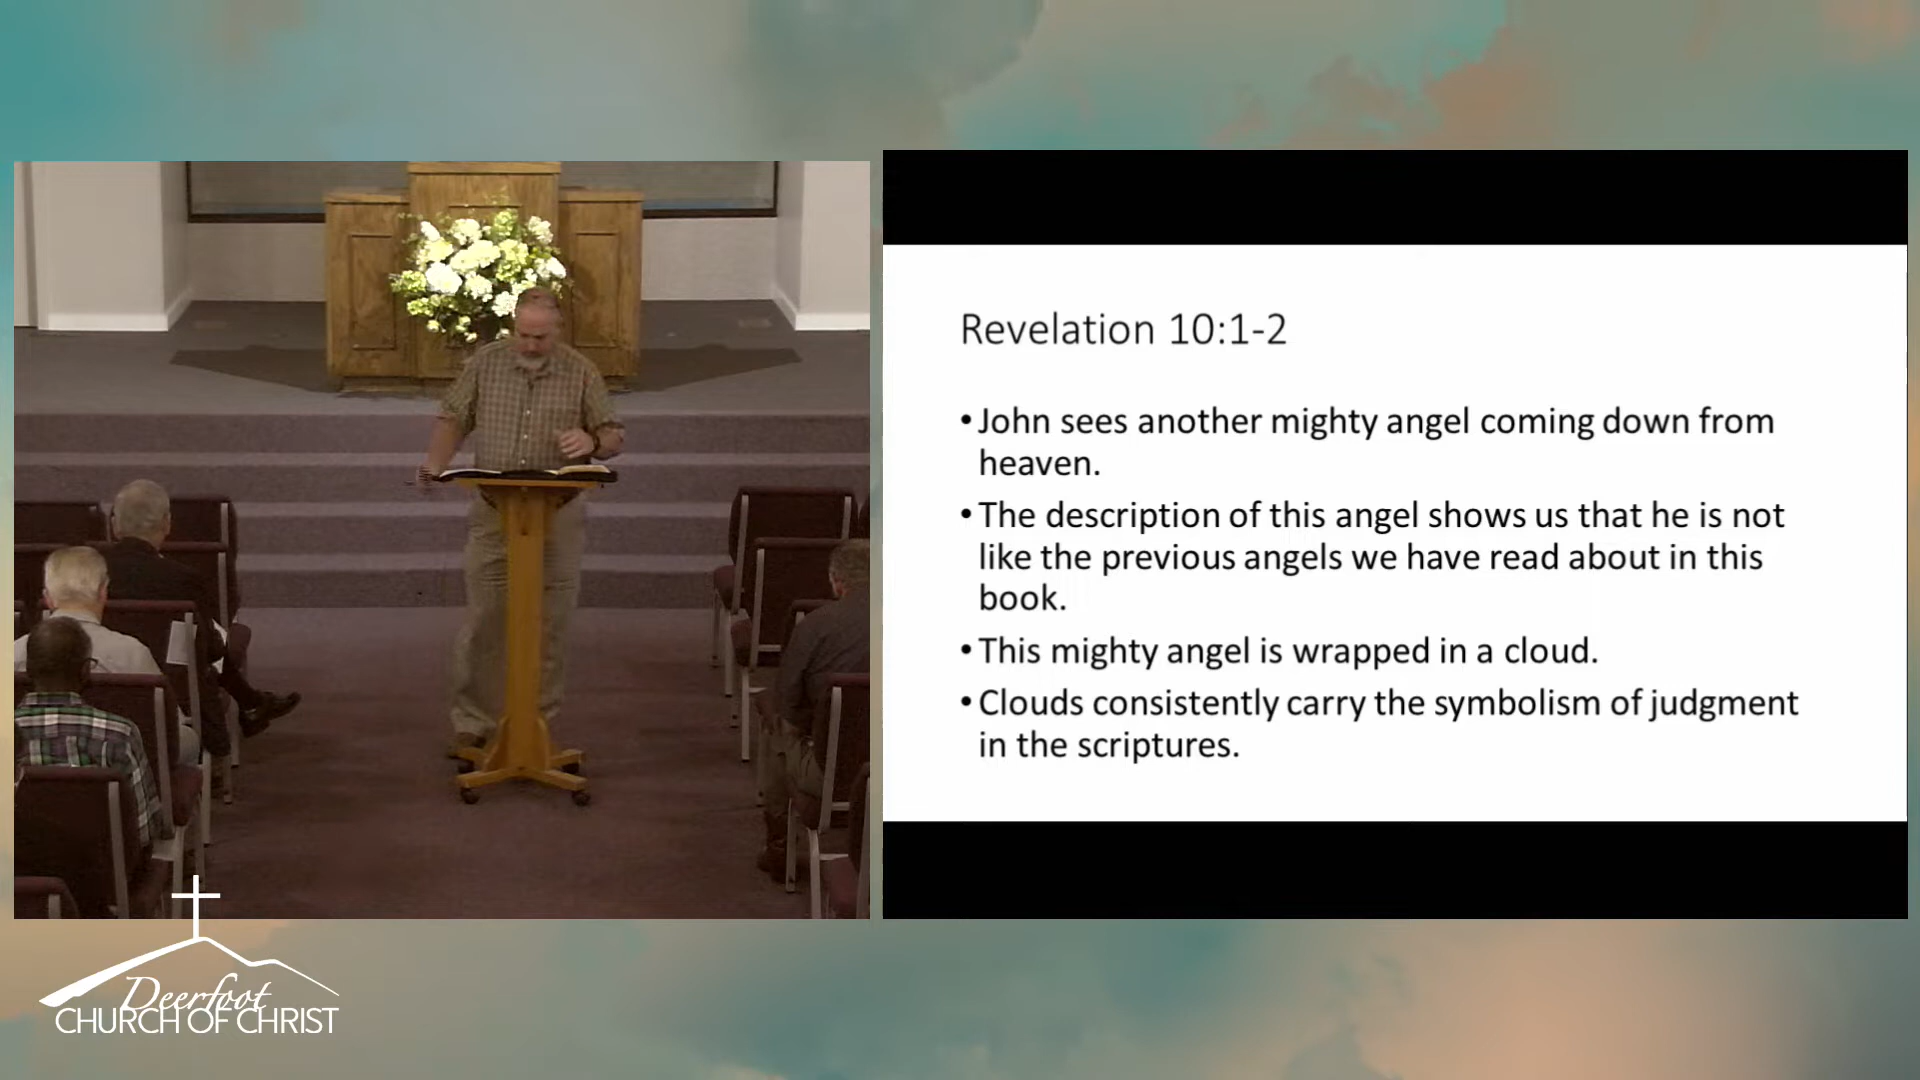 Revelation 10:1-2
•John sees another mighty angel coming down from
heaven.
•The description of this angel shows us that he is not
like the previous angels we have read about in this
book.
•This mighty angel is wrapped in a cloud.
•Clouds consistently carry the symbolism of judgment
in the scriptures.
Deerfoot
CHURCH OF CHRIST